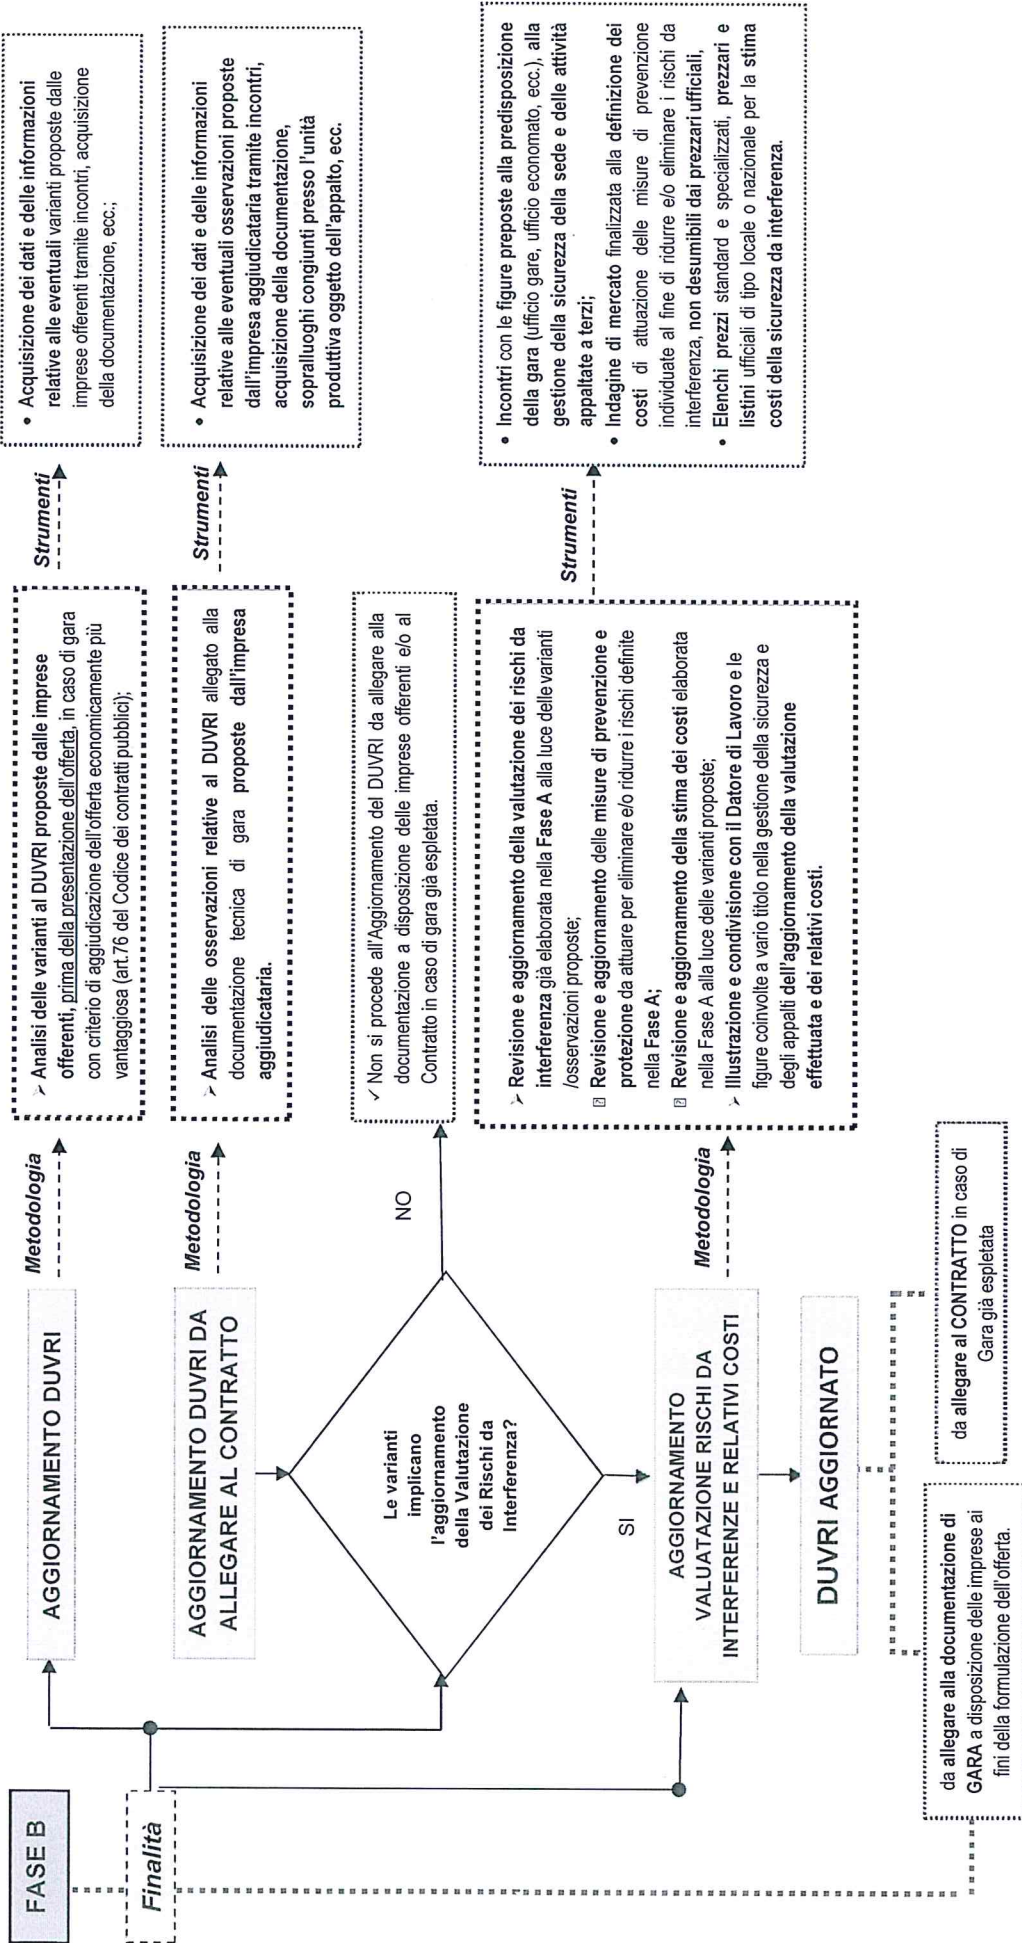 FASE B
Finalità
AGGIORNAMENTO DUVRI
Metodologia
➢ Analisi delle varianti al DUVRI proposte dalle imprese
offerenti, prima della presentazione dell'offerta, in caso di gara
con criterio di aggiudicazione dell'offerta economicamente più
vantaggiosa (art.76 del Codice dei contratti pubblici);
Strumenti
• Acquisizione dei dati e delle informazioni
relative alle eventuali varianti proposte dalle
imprese offerenti tramite incontri, acquisizione
della documentazione, ecc.;
AGGIORNAMENTO DUVRI DA
ALLEGARE AL CONTRATTO
Metodologia
➢ Analisi delle osservazioni relative al DUVRI allegato alla
documentazione tecnica di gara proposte dall'impresa
aggiudicataria.
Strumenti
• Acquisizione dei dati e delle informazioni
relative alle eventuali osservazioni proposte
dall'impresa aggiudicataria tramite incontri,
acquisizione della documentazione,
sopralluoghi congiunti presso l'unità
produttiva oggetto dell'appalto, ecc.
Le varianti
implicano
l'aggiornamento
della Valutazione
dei Rischi da
Interferenza?
NO
✓ Non si procede all'Aggiornamento del DUVRI da allegare alla
documentazione a disposizione delle imprese offerenti e/o al
Contratto in caso di gara già espletata.
SI
AGGIORNAMENTO
VALUATAZIONE RISCHI DA
INTERFERENZE E RELATIVI COSTI
Metodologia
➢ Revisione e aggiornamento della valutazione dei rischi da
interferenza già elaborata nella Fase A alla luce delle varianti
/osservazioni proposte;
⍰ Revisione e aggiornamento delle misure di prevenzione e
protezione da attuare per eliminare e/o ridurre i rischi definite
nella Fase A;
⍰ Revisione e aggiornamento della stima dei costi elaborata
nella Fase A alla luce delle varianti proposte;
➢ Illustrazione e condivisione con il Datore di Lavoro e le
figure coinvolte a vario titolo nella gestione della sicurezza e
degli appalti dell'aggiornamento della valutazione
effettuata e dei relativi costi.
Strumenti
• Incontri con le figure preposte alla predisposizione
della gara (ufficio gare, ufficio economato, ecc.), alla
gestione della sicurezza della sede e delle attività
appaltate a terzi;
• Indagine di mercato finalizzata alla definizione dei
costi di attuazione delle misure di prevenzione
individuate al fine di ridurre e/o eliminare i rischi da
interferenza, non desumibili dai prezzari ufficiali,
• Elenchi prezzi standard e specializzati, prezzari e
listini ufficiali di tipo locale o nazionale per la stima
costi della sicurezza da interferenza.
DUVRI AGGIORNATO
da allegare alla documentazione di
GARA a disposizione delle imprese ai
fini della formulazione dell'offerta.
da allegare al CONTRATTO in caso di
Gara già espletata